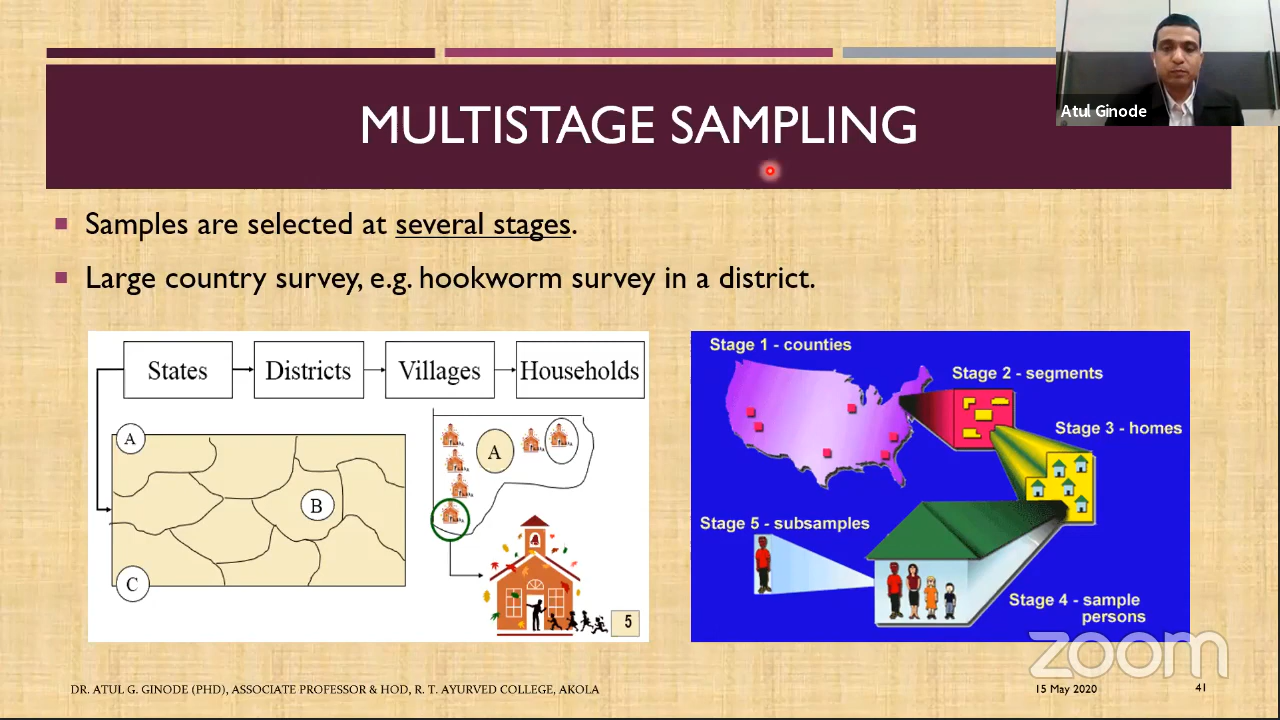 Atul Ginode
MULTISTAGE SAMPLING
Samples are selected at several stages.
Large country survey, e.g. hookworm survey in a district.
States
Districts
Villages
Households
A
B
C
A
5
Stage 1 - counties
Stage 2 - segments
Stage 3 - homes
Stage 5 - subsamples
Stage 4 - sample
persons
zoom
DR. ATUL G. GINODE (PHD), ASSOCIATE PROFESSOR & HOD, R. T. AYURVED COLLEGE, AKOLA
15 May 2020
41